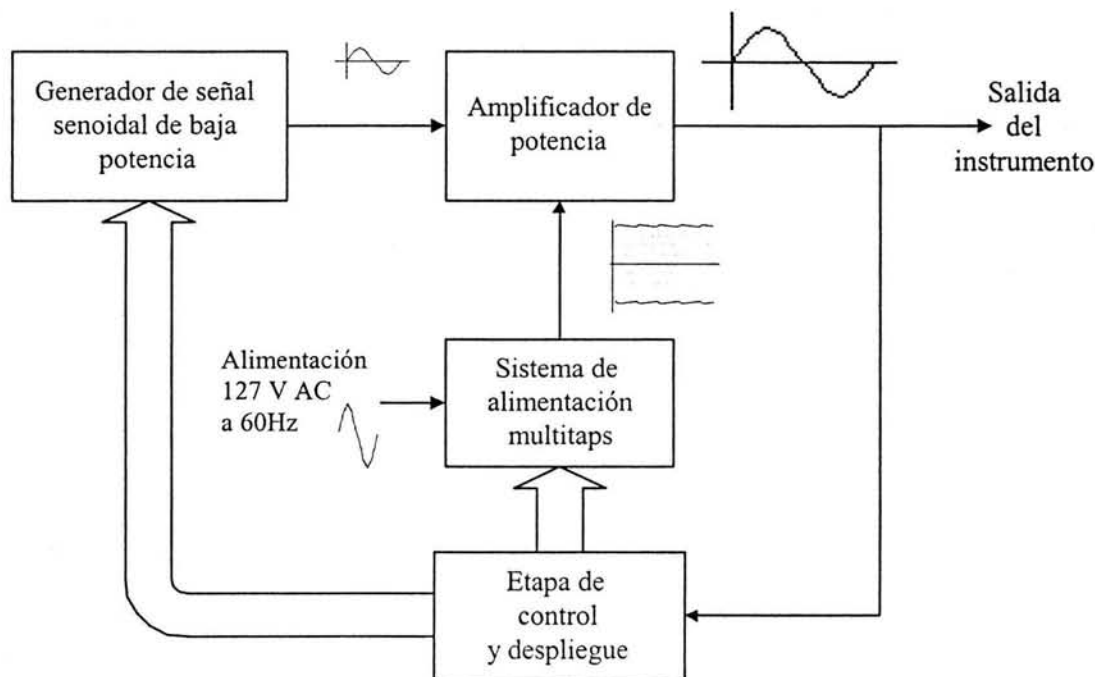 Generador de señal
senoidal de baja
potencia
Amplificador de
potencia
Salida
del
instrumento
Alimentación
127 V AC
a 60Hz
Sistema de
alimentación
multitaps
Etapa de
control
y despliegue